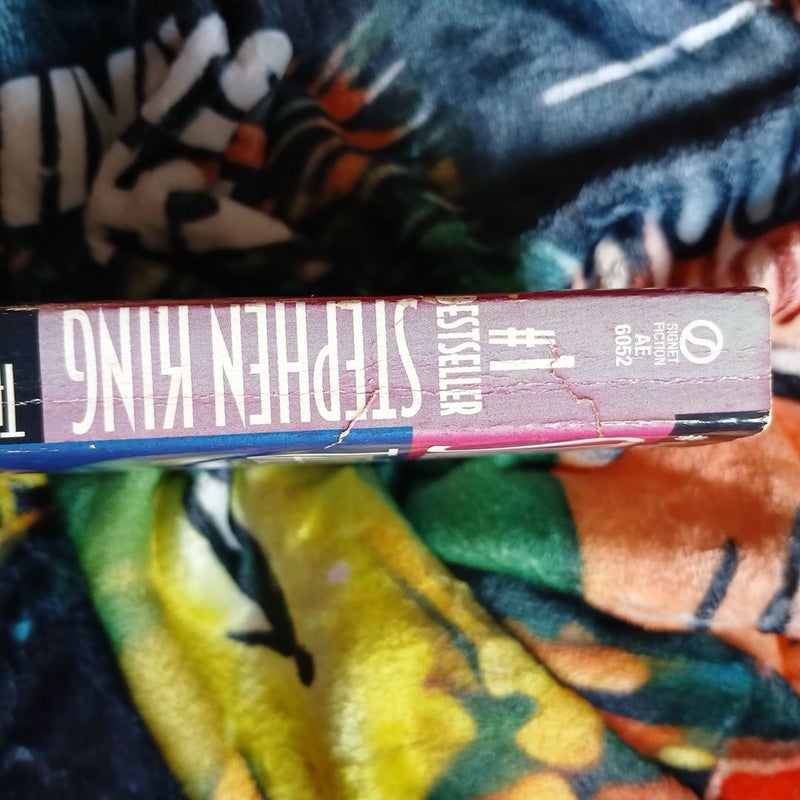 SIGNET
FICTION
AE
6052
#1
BESTSELLER
STEPHEN KING